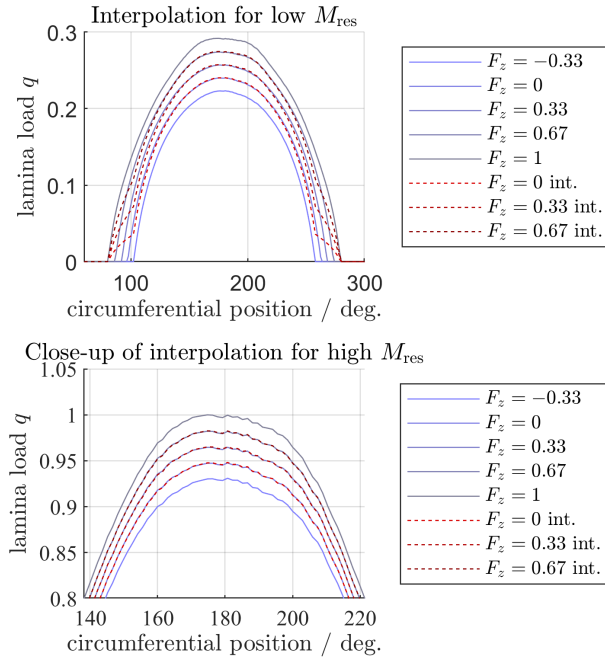 Interpolation for low M_res
0.3
0.2
0.1
0
lamina load q
100
200
300
circumferential position / deg.
F_z = −0.33
F_z = 0
F_z = 0.33
F_z = 0.67
F_z = 1
F_z = 0 int.
F_z = 0.33 int.
F_z = 0.67 int.
Close-up of interpolation for high M_res
1.05
1
0.95
0.9
0.85
0.8
lamina load q
140
160
180
200
220
circumferential position / deg.
F_z = −0.33
F_z = 0
F_z = 0.33
F_z = 0.67
F_z = 1
F_z = 0 int.
F_z = 0.33 int.
F_z = 0.67 int.